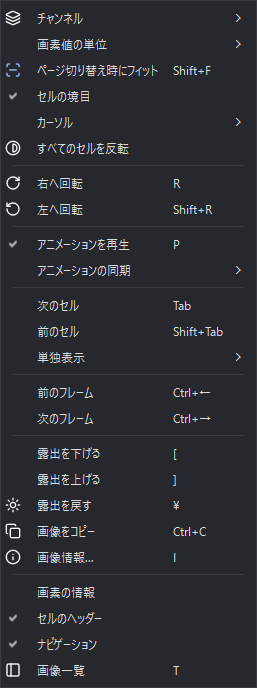 チャンネル
画素値の単位
ページ切り替え時にフィット Shift+F
セルの境目
カーソル
すべてのセルを反転
右へ回転 R
左へ回転 Shift+R
アニメーションを再生 P
アニメーションの同期
次のセル Tab
前のセル Shift+Tab
単独表示
前のフレーム Ctrl+←
次のフレーム Ctrl+→
露出を下げる [
露出を上げる ]
露出を戻す ¥
画像をコピー Ctrl+C
画像情報... I
画素の情報
セルのヘッダー
ナビゲーション
画像一覧 T